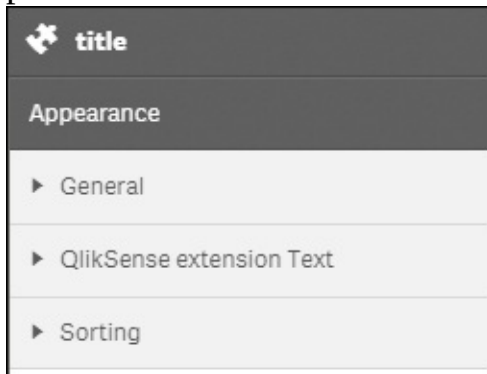 title
Appearance
General
QlikSense extension Text
Sorting